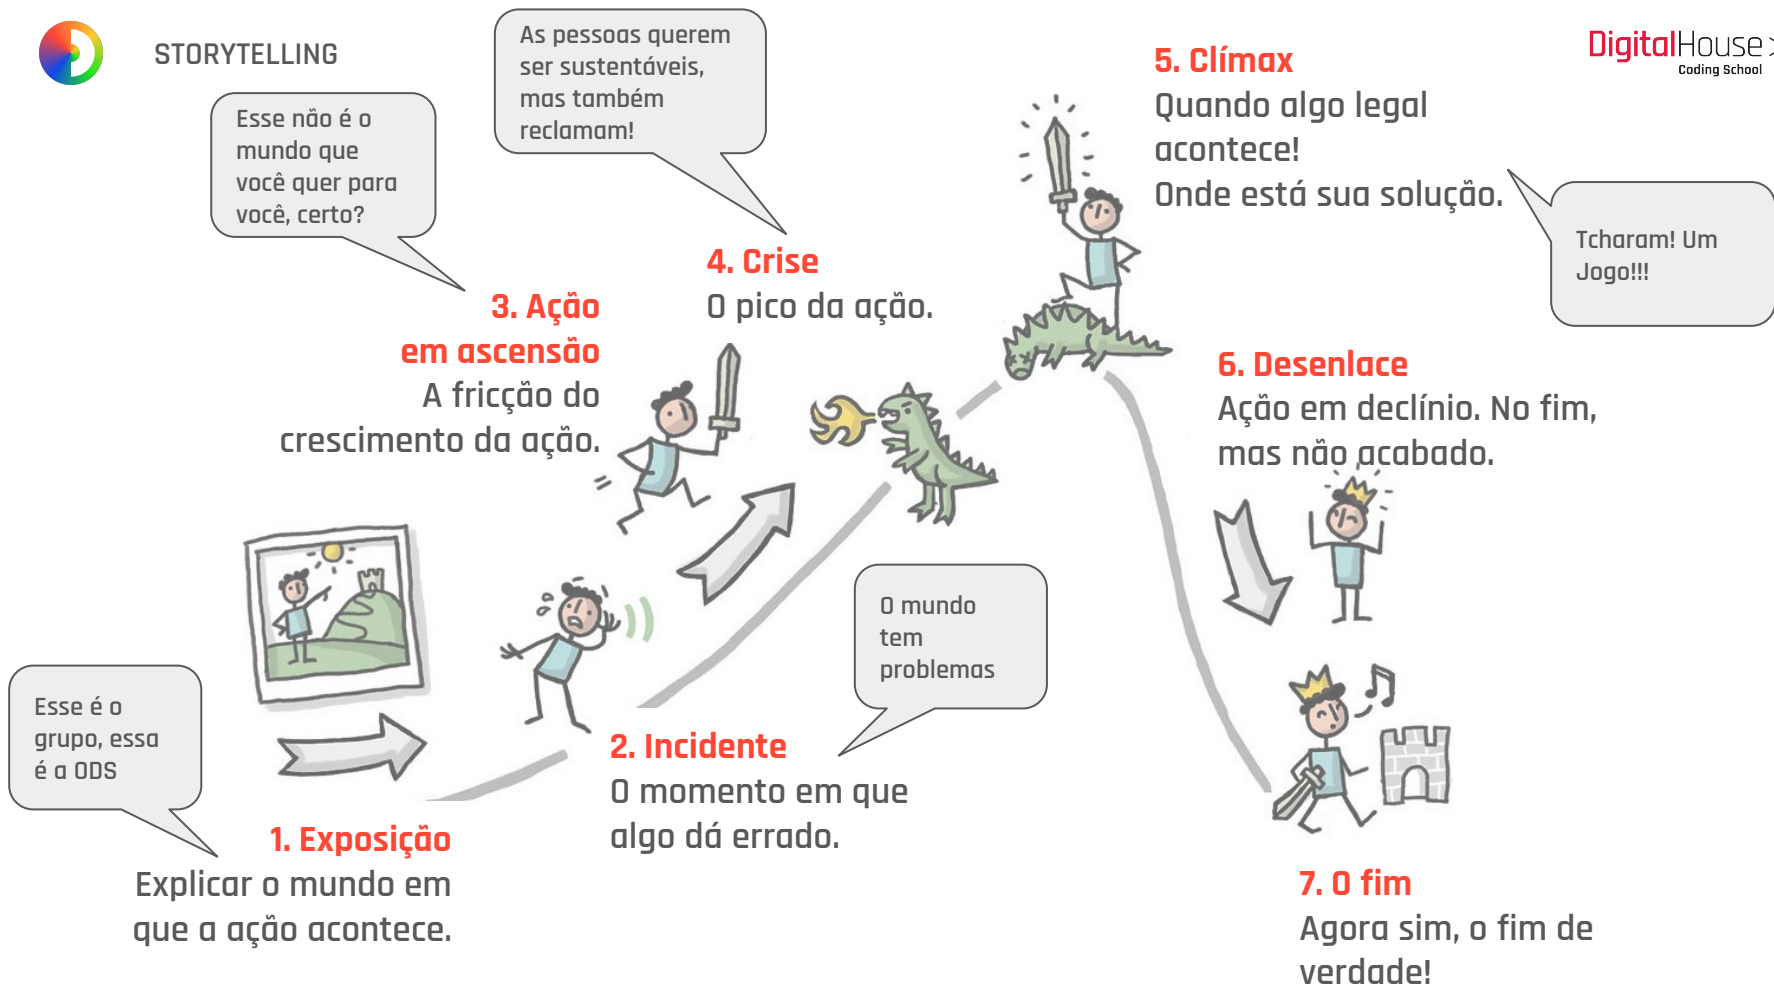 STORYTELLING
DigitalHouse>
Coding School
As pessoas querem
ser sustentáveis,
mas também
reclamam!
Esse não é o
mundo que
você quer para
você, certo?
5. Clímax
Quando algo legal
acontece!
Onde está sua solução.
Tcharam! Um
Jogo!!!
4. Crise
O pico da ação.
3. Ação
em ascensão
A fricção do
crescimento da ação.
6. Desenlace
Ação em declínio. No fim,
mas não acabado.
O mundo
tem
problemas
Esse é o
grupo, essa
é a ODS
2. Incidente
O momento em que
algo dá errado.
1. Exposição
Explicar o mundo em
que a ação acontece.
7. O fim
Agora sim, o fim de
verdade!